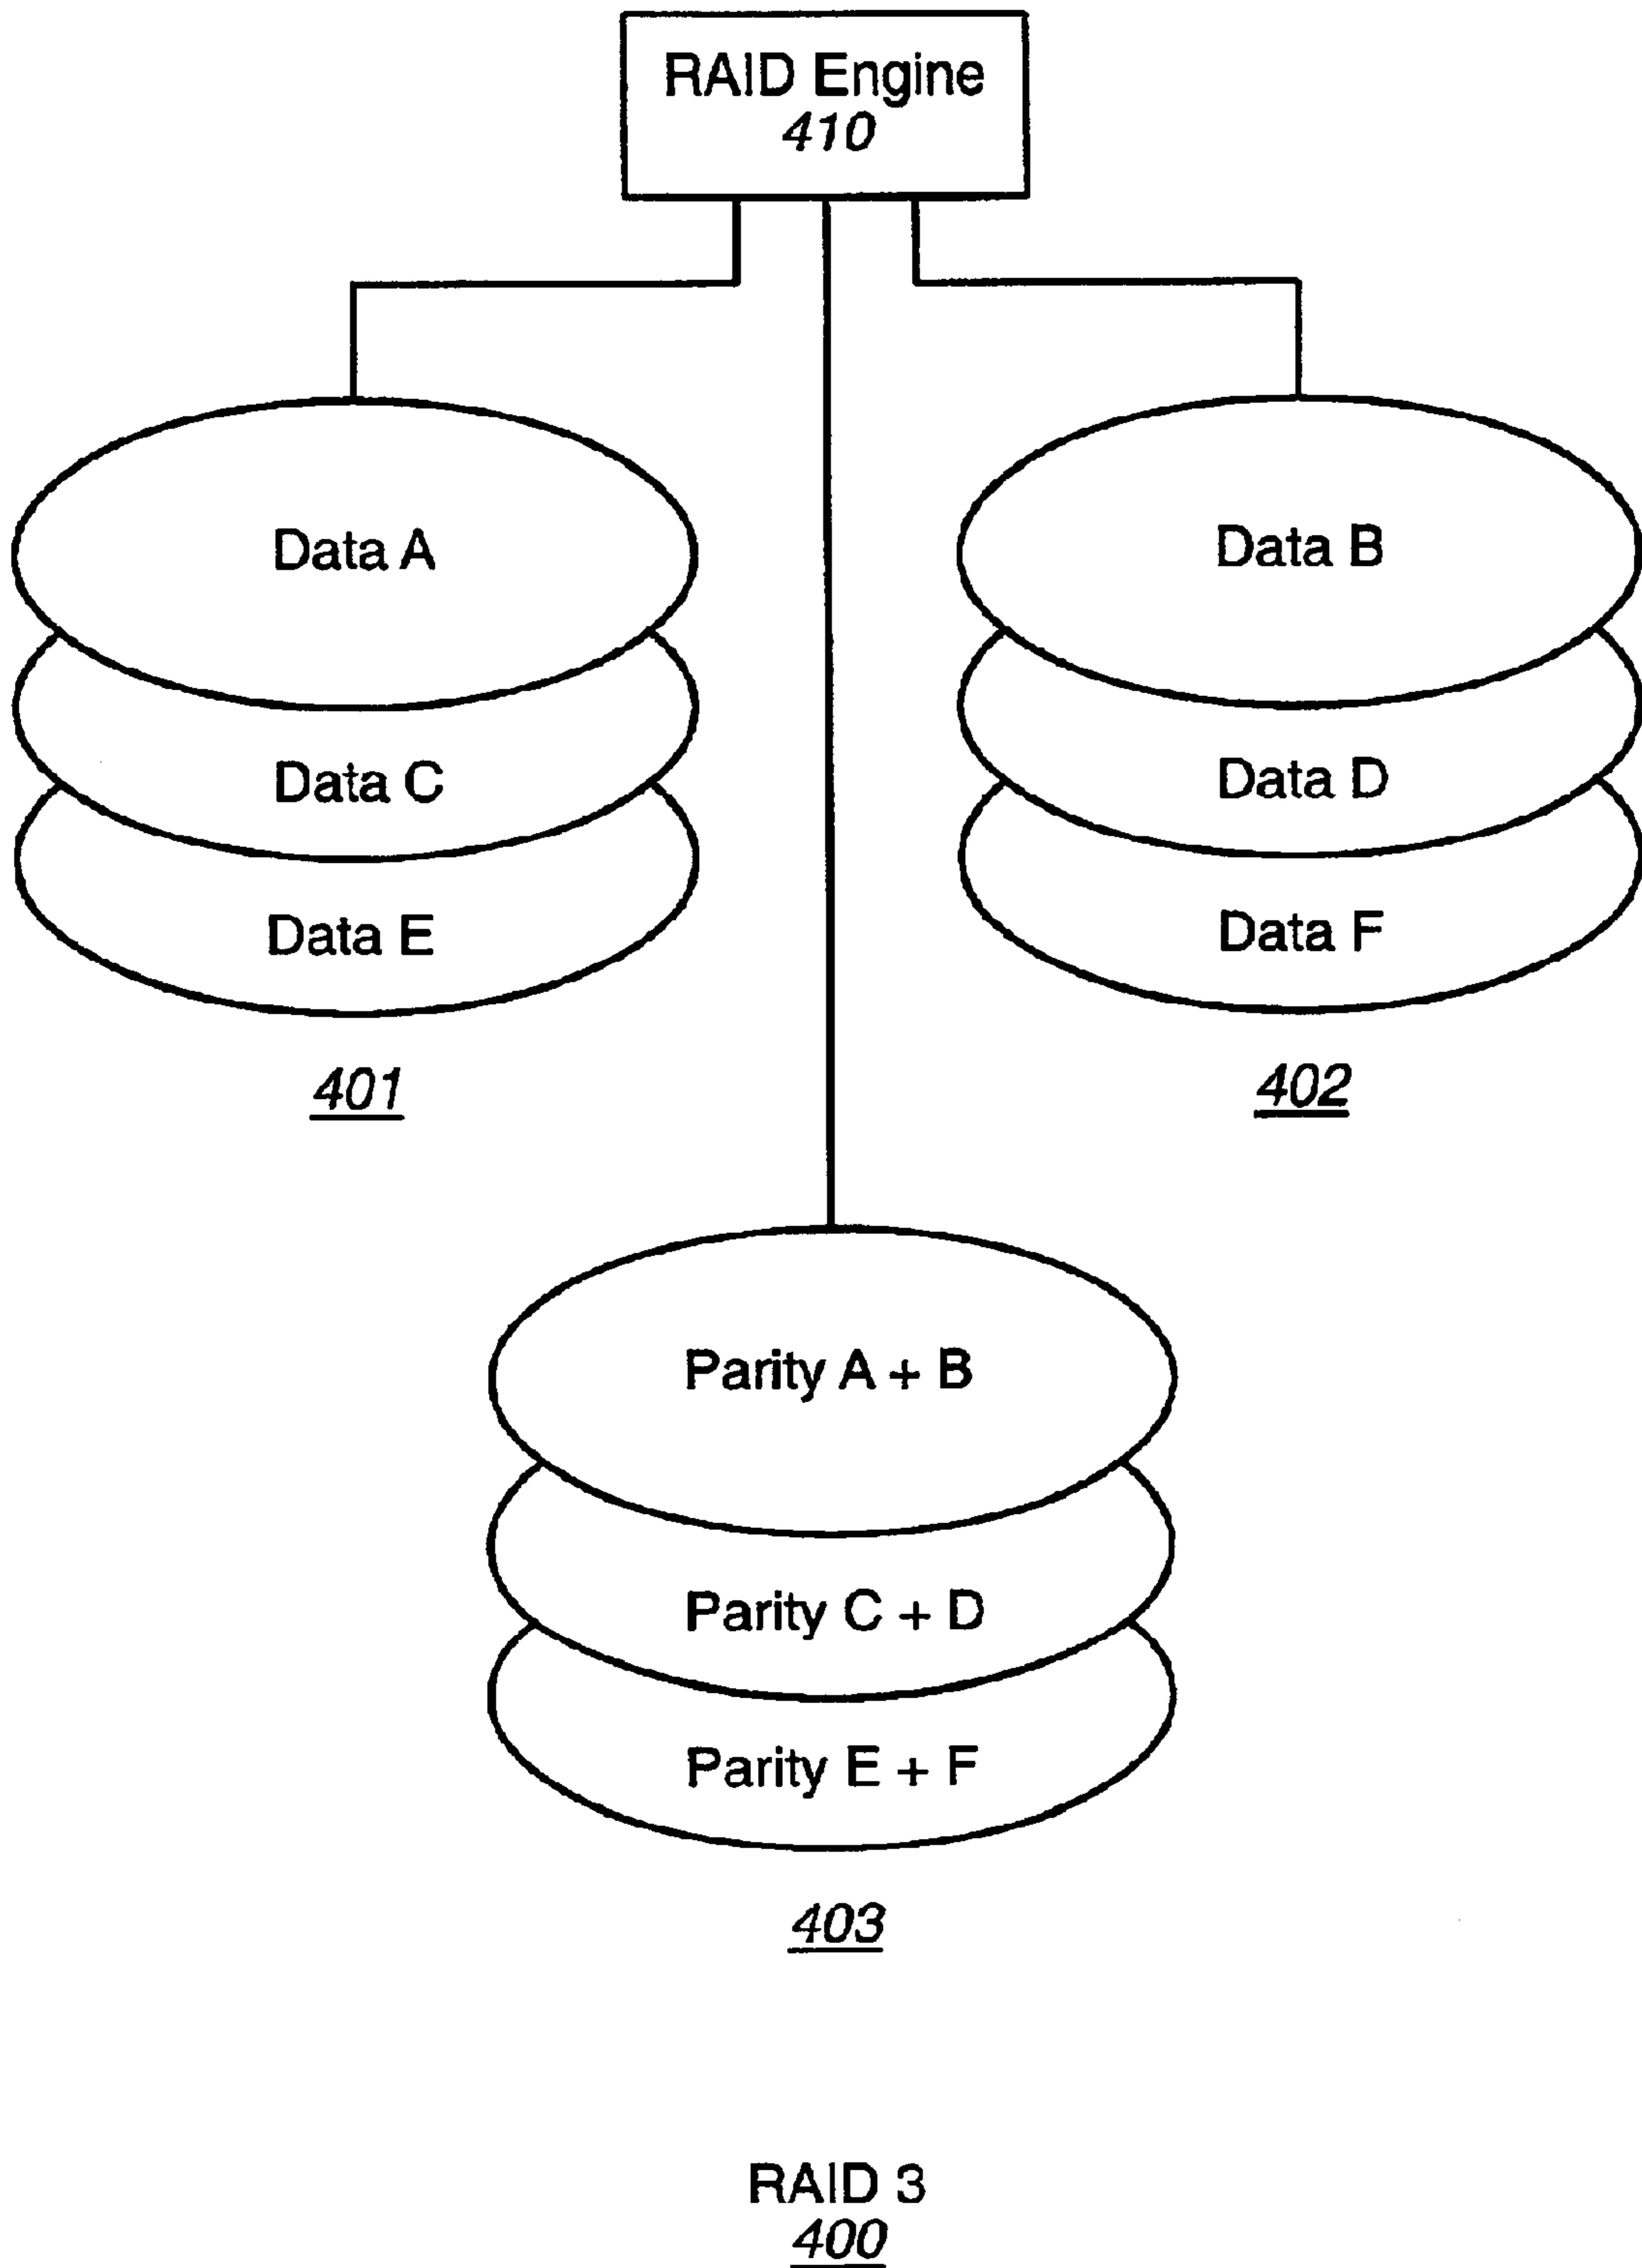 RAID Engine
410
Data A
Data C
Data E
401
Data B
Data D
Data F
402
Parity A + B
Parity C + D
Parity E + F
403
RAID 3
400